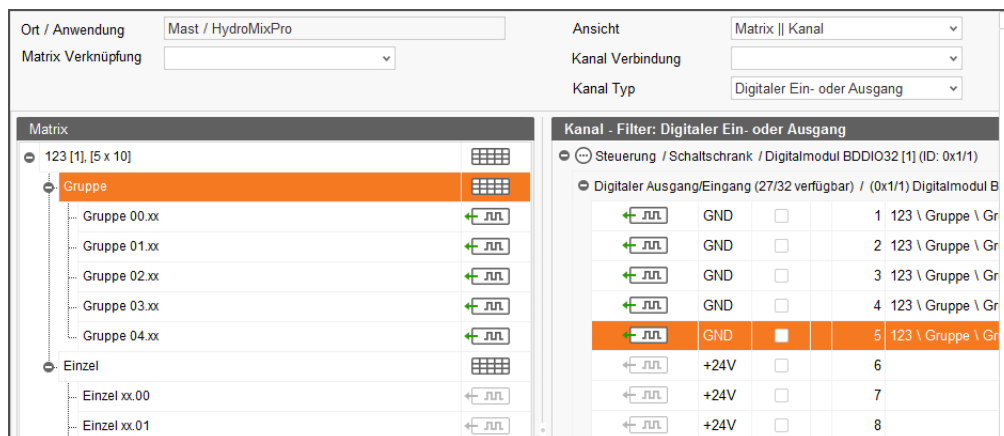 Ort / Anwendung Mast / HydroMixPro
Matrix Verknüpfung
Ansicht Matrix || Kanal
Kanal Verbindung
Kanal Typ Digitaler Ein- oder Ausgang
Matrix
123 [1], [5 x 10]
Gruppe
Gruppe 00.xx
Gruppe 01.xx
Gruppe 02.xx
Gruppe 03.xx
Gruppe 04.xx
Einzel
Einzel xx.00
Einzel xx.01
Kanal - Filter: Digitaler Ein- oder Ausgang
Steuerung / Schaltschrank / Digitalmodul BDDIO32 [1] (ID: 0x1/1)
Digitaler Ausgang/Eingang (27/32 verfügbar) / (0x1/1) Digitalmodul B
GND 1 123 \ Gruppe \ Gr
GND 2 123 \ Gruppe \ Gr
GND 3 123 \ Gruppe \ Gr
GND 4 123 \ Gruppe \ Gr
GND 5 123 \ Gruppe \ Gr
+24V 6
+24V 7
+24V 8